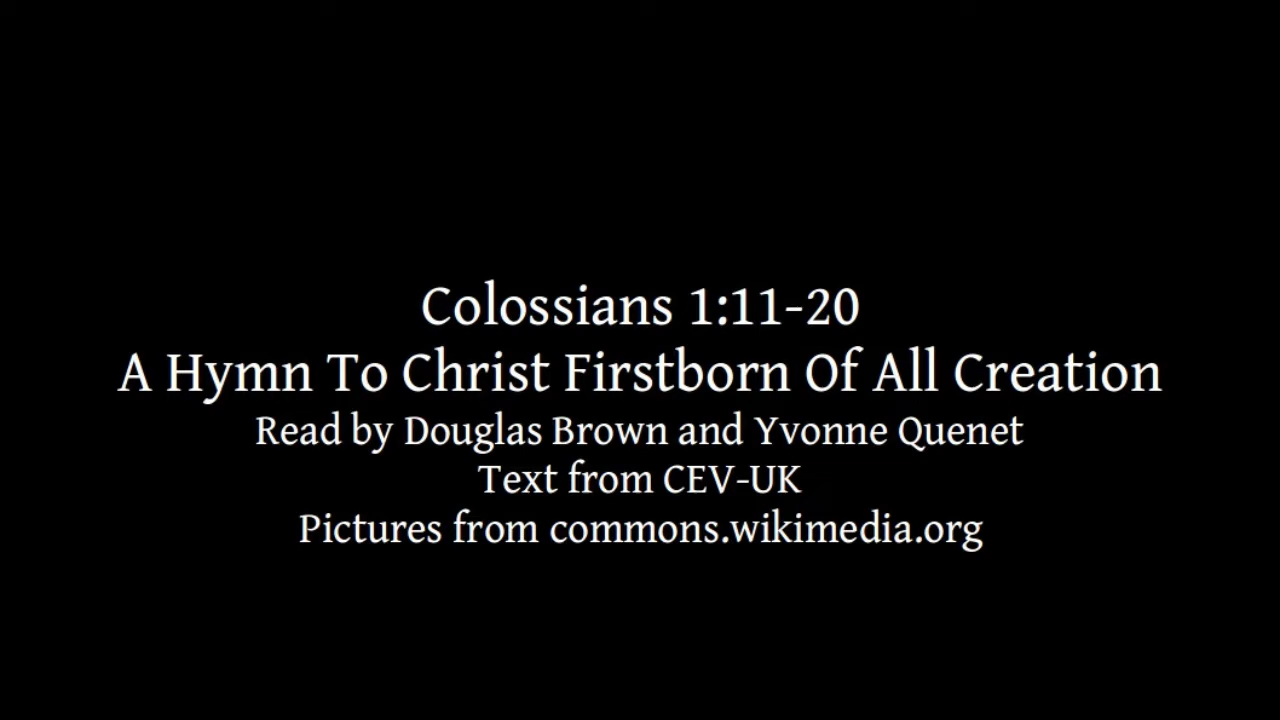 Colossians 1:11-20
A Hymn To Christ Firstborn Of All Creation
Read by Douglas Brown and Yvonne Quenet
Text from CEV-UK
Pictures from commons.wikimedia.org